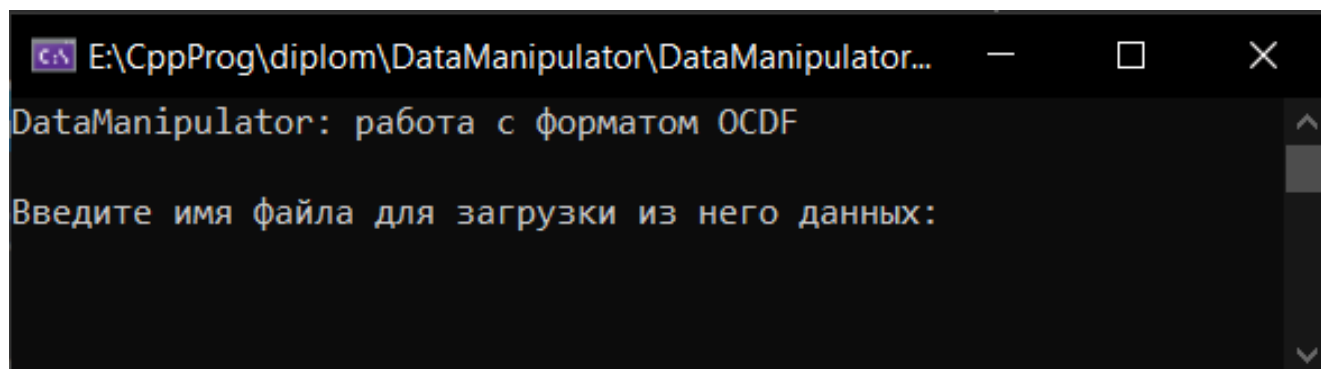 E:\CppProg\diplom\DataManipulator\DataManipulator...
DataManipulator: работа с форматом OCDF
Введите имя файла для загрузки из него данных: